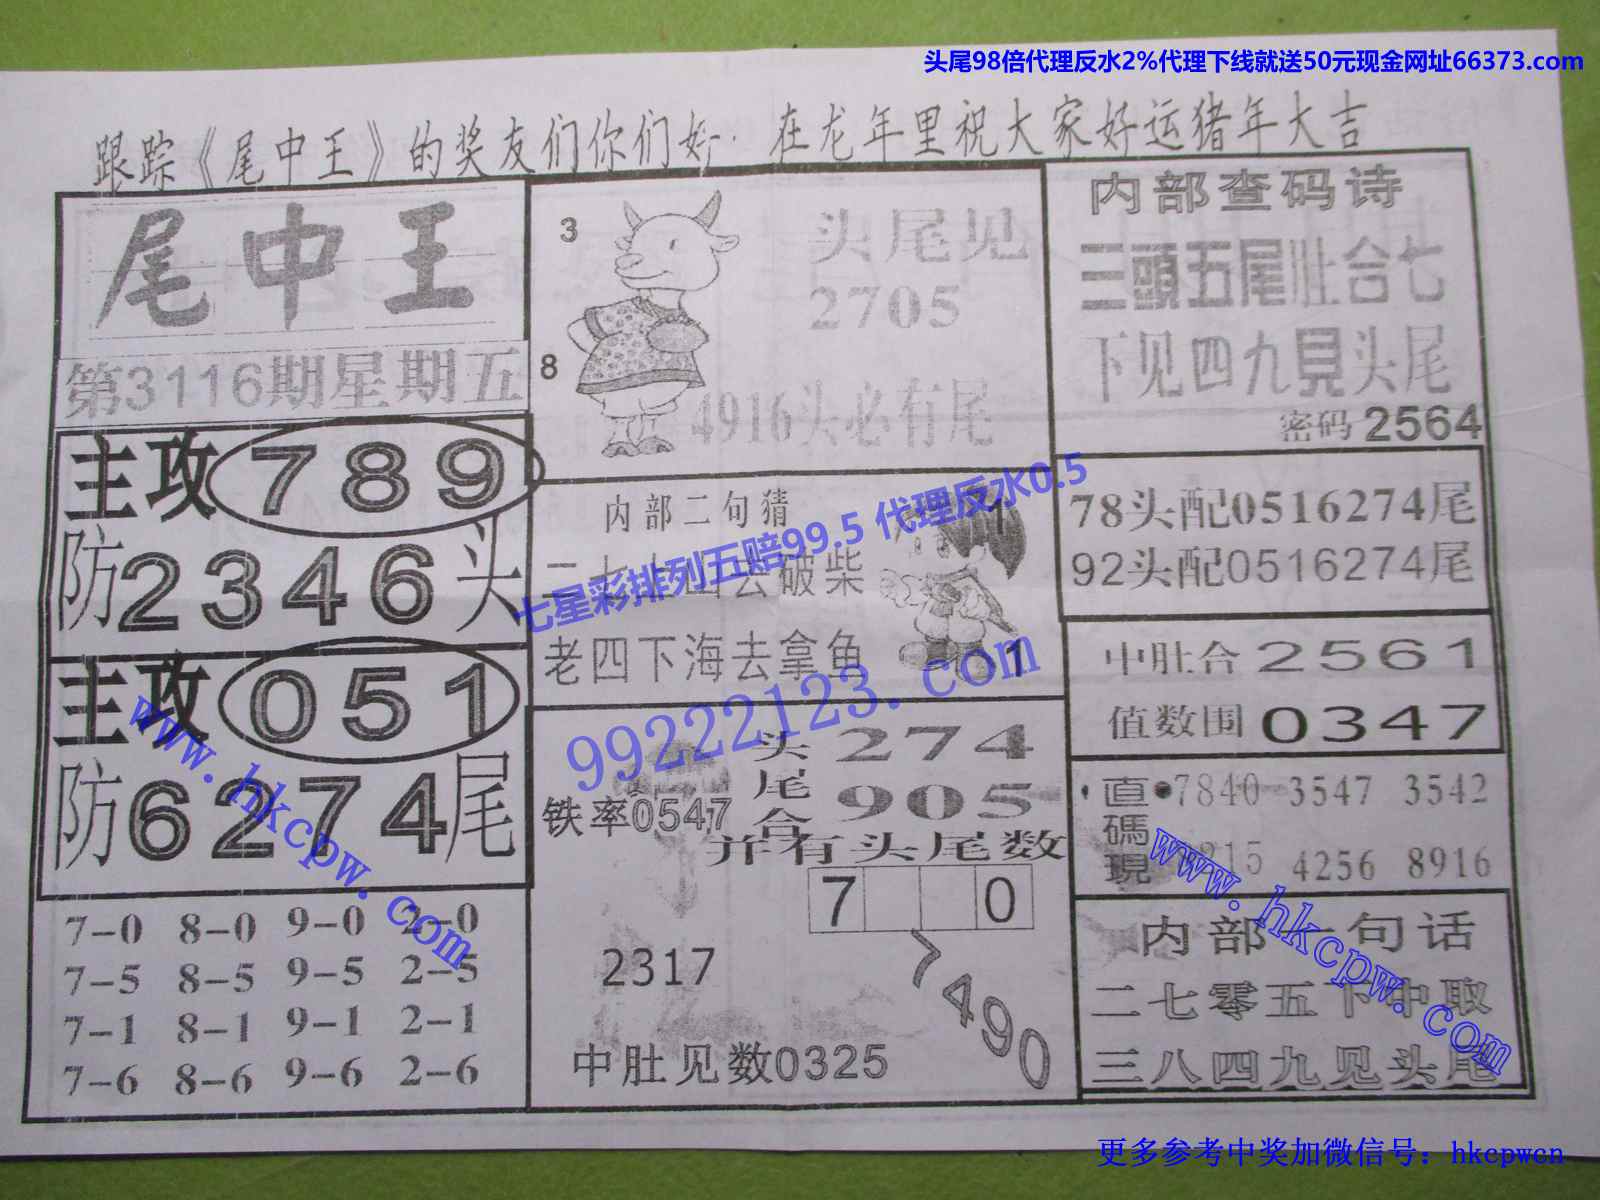 头尾98倍代理反水2%代理下线就送50元现金网址66373.com
跟踪《尾中王》的奖友们你们好·在龙年里祝大家好运猪年大吉
尾中王
第3116期星期五
主攻789
防2346头
主攻051
防6274尾
7-0 8-0 9-0 2-0
7-5 8-5 9-5 2-5
7-1 8-1 9-1 2-1
7-6 8-6 9-6 2-6
3
8
头尾见
2705
4916头必有尾
内部二句猜
山去破柴
老四下海去拿鱼
1
七星彩排列五赔99.5 代理反水0.5
99222123.com
头274
尾
合905
铁率0547
并有头尾数
7 0
2317
7490
中肚见数0325
内部查码诗
三頭五尾肚合七
下见四九見头尾
密码2564
78头配0516274尾
92头配0516274尾
中肚合2561
值数围0347
直碼現
7840 3547 3542
4256 8916
内部一句话
二七零五下中取
三八四九见头尾
www.hkcpw.com
www.hkcpw.com
更多参考中奖加微信号：hkcpwcn